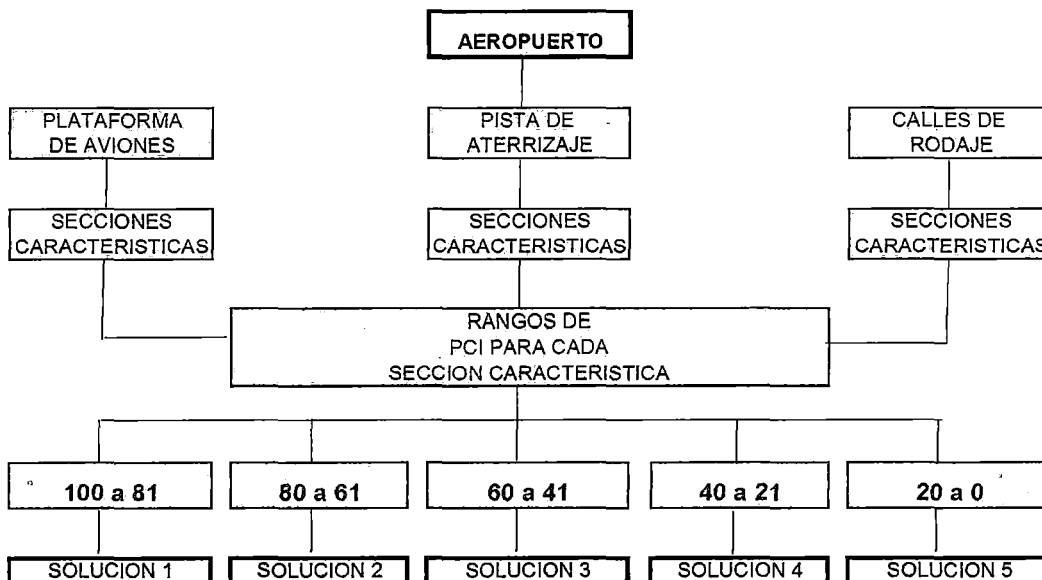 AEROPUERTO
PLATAFORMA
DE AVIONES
PISTA DE
ATERRIZAJE
CALLES DE
RODAJE
SECCIONES
CARACTERISTICAS
SECCIONES
CARACTERISTICAS
SECCIONES
CARACTERISTICAS
RANGOS DE
PCI PARA CADA
SECCION CARACTERISTICA
100 a 81
80 a 61
60 a 41
40 a 21
20 a 0
SOLUCION 1
SOLUCION 2
SOLUCION 3
SOLUCION 4
SOLUCION 5